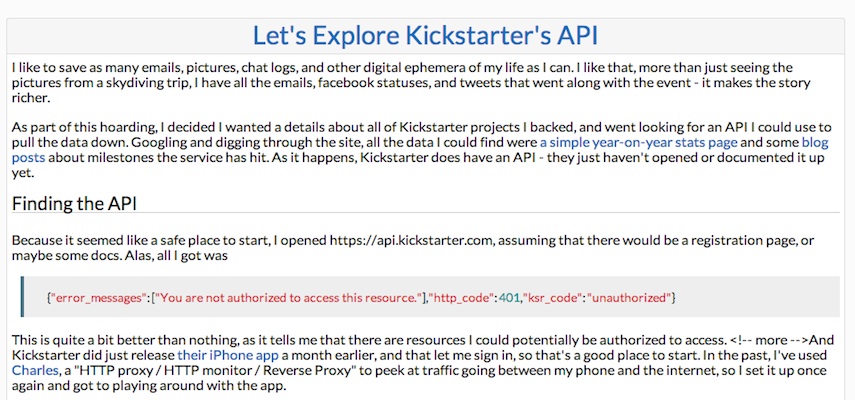 Let's Explore Kickstarter's API
I like to save as many emails, pictures, chat logs, and other digital ephemera of my life as I can. I like that, more than just seeing the
pictures from a skydiving trip, I have all the emails, facebook statuses, and tweets that went along with the event - it makes the story
richer.
As part of this hoarding, I decided I wanted a details about all of Kickstarter projects I backed, and went looking for an API I could use to
pull the data down. Googling and digging through the site, all the data I could find were a simple year-on-year stats page and some blog
posts about milestones the service has hit. As it happens, Kickstarter does have an API - they just haven't opened or documented it up
yet.
Finding the API
Because it seemed like a safe place to start, I opened https://api.kickstarter.com, assuming that there would be a registration page, or
maybe some docs. Alas, all I got was
{"error_messages":["You are not authorized to access this resource."],"http_code":401,"ksr_code":"unauthorized"}
This is quite a bit better than nothing, as it tells me that there are resources I could potentially be authorized to access. <!-- more -->And
Kickstarter did just release their iPhone app a month earlier, and that let me sign in, so that's a good place to start. In the past, I've used
Charles, a "HTTP proxy / HTTP monitor / Reverse Proxy" to peek at traffic going between my phone and the internet, so I set it up once
again and got to playing around with the app.